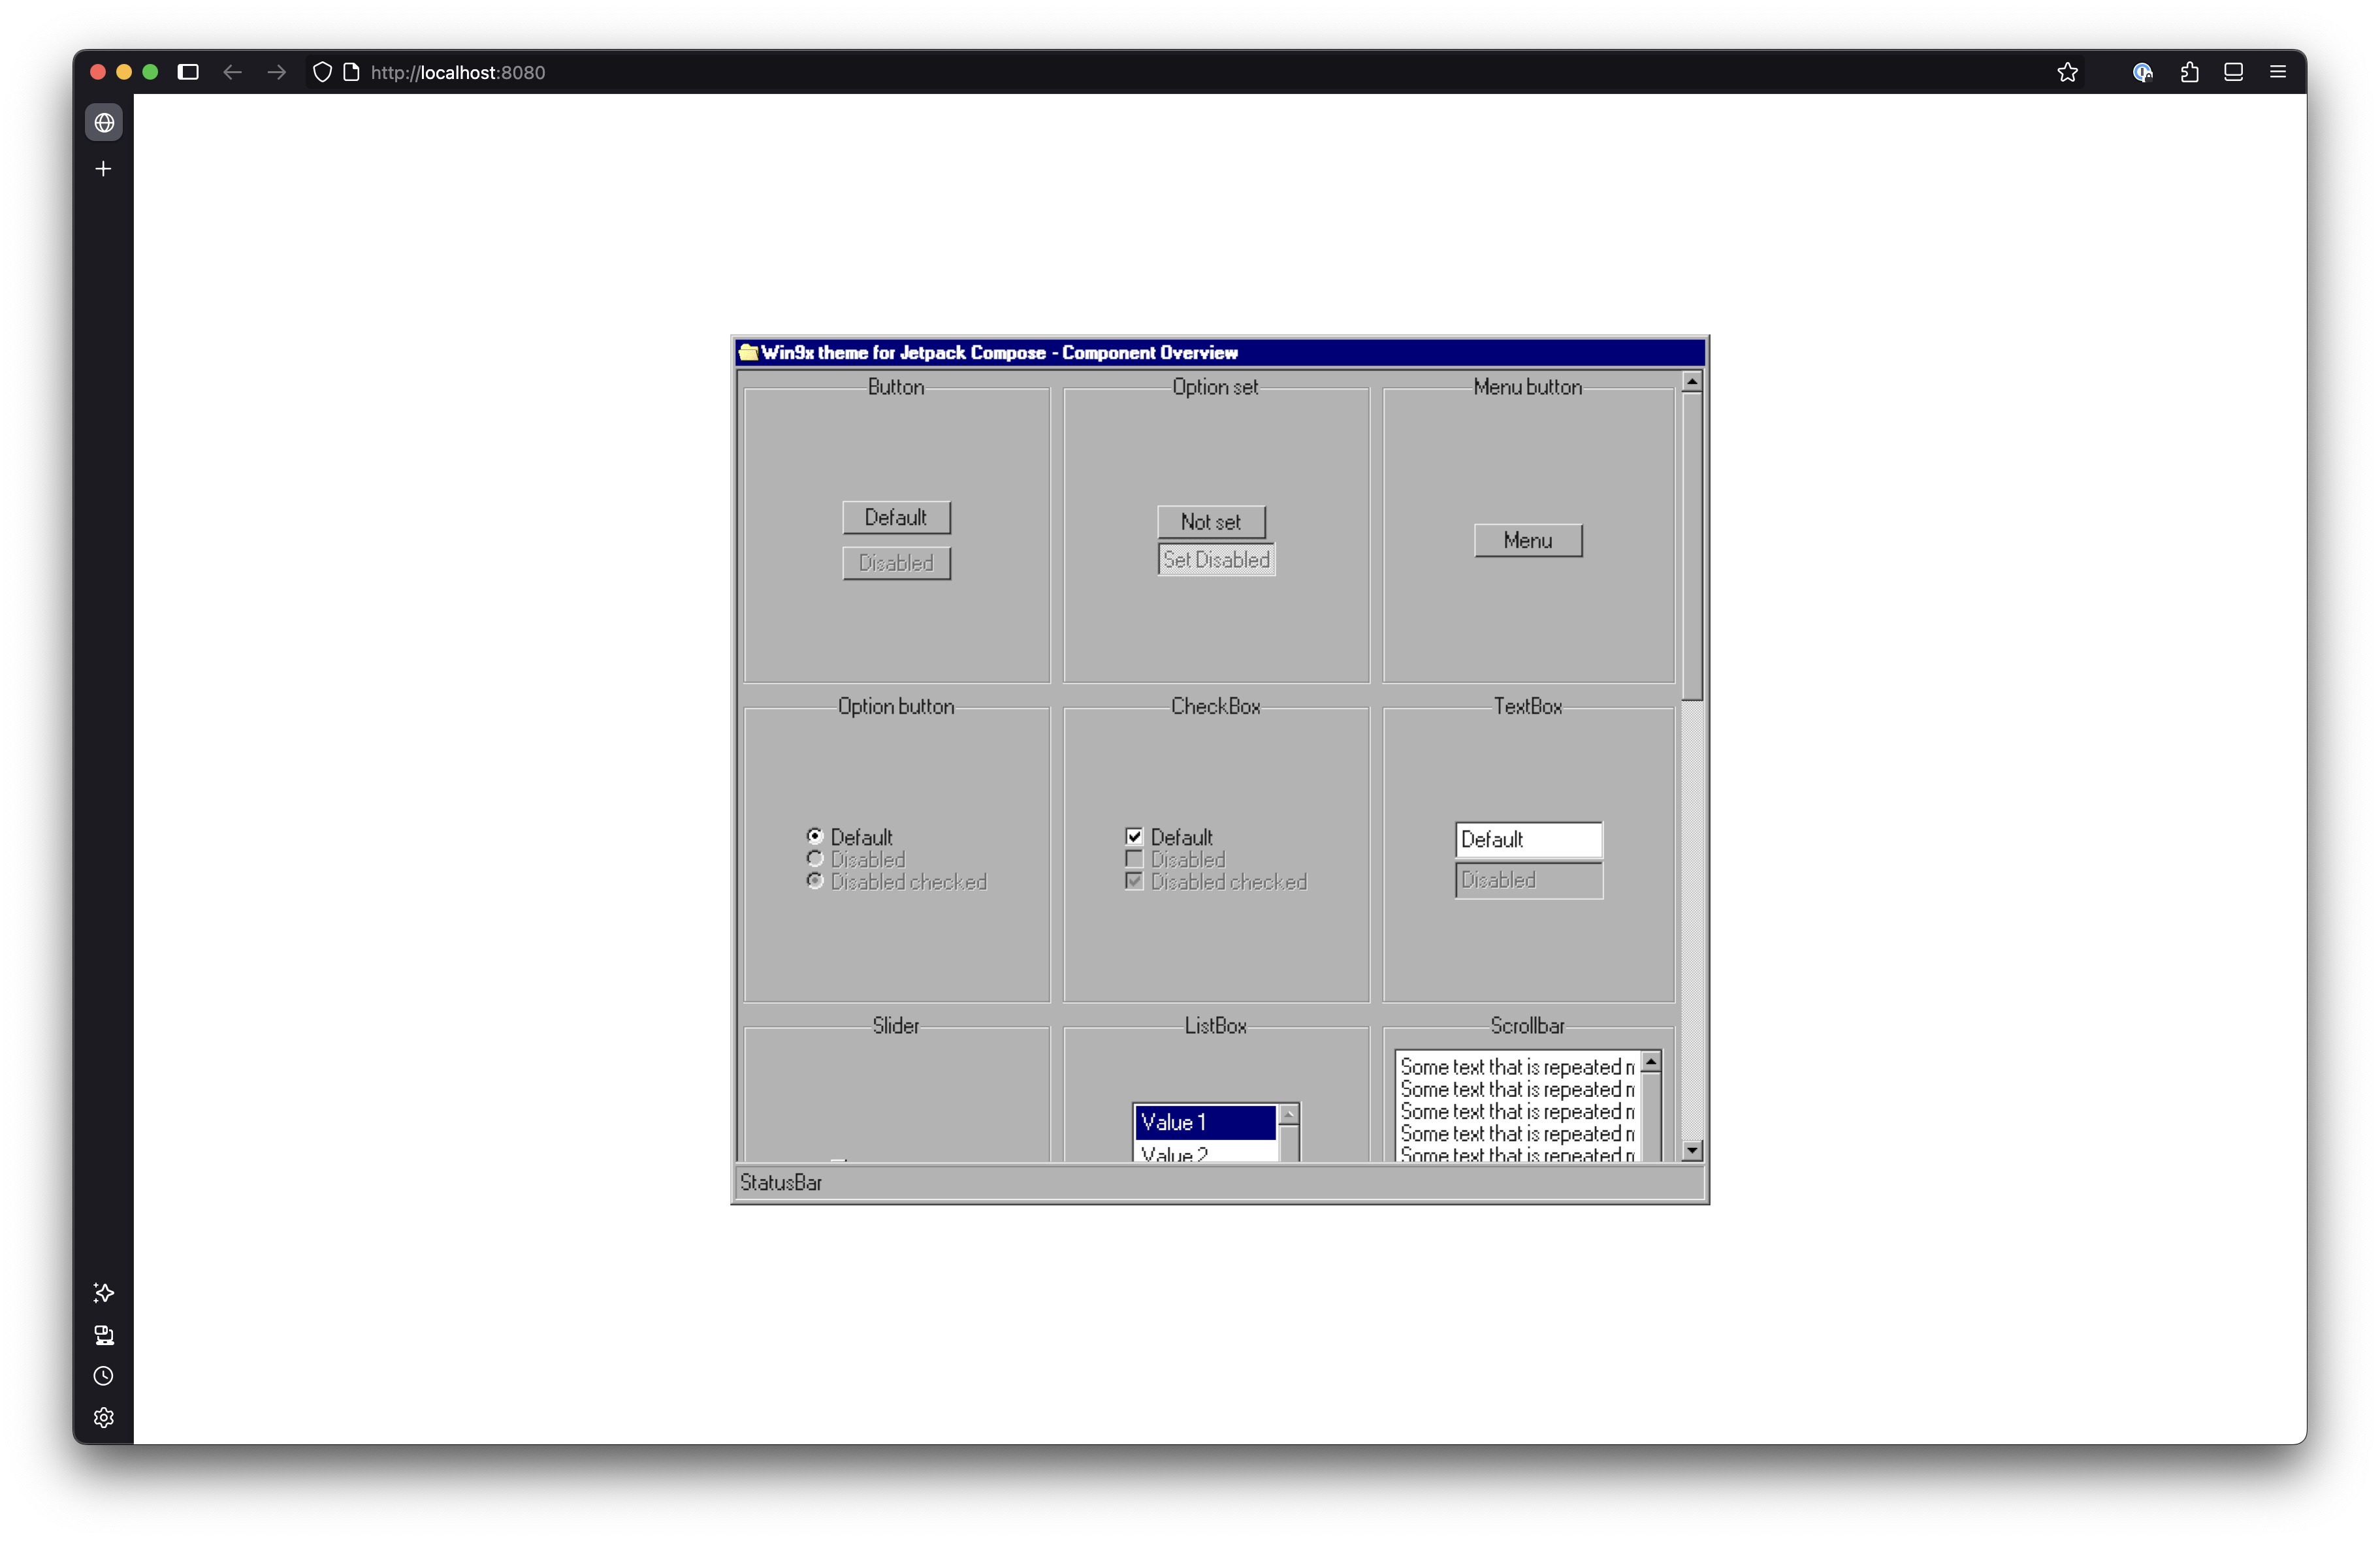 http://localhost:8080
Win9x theme for Jetpack Compose - Component Overview
Button
Option set
Menu button
Default
Disabled
Not set
Set Disabled
Menu
Option button
CheckBox
TextBox
Default
Disabled
Disabled checked
Default
Disabled
Disabled checked
Default
Disabled
Slider
ListBox
Scrollbar
Value 1
Value 2
Some text that is repeated
Some text that is repeated
Some text that is repeated
Some text that is repeated
Some text that is repeated
StatusBar